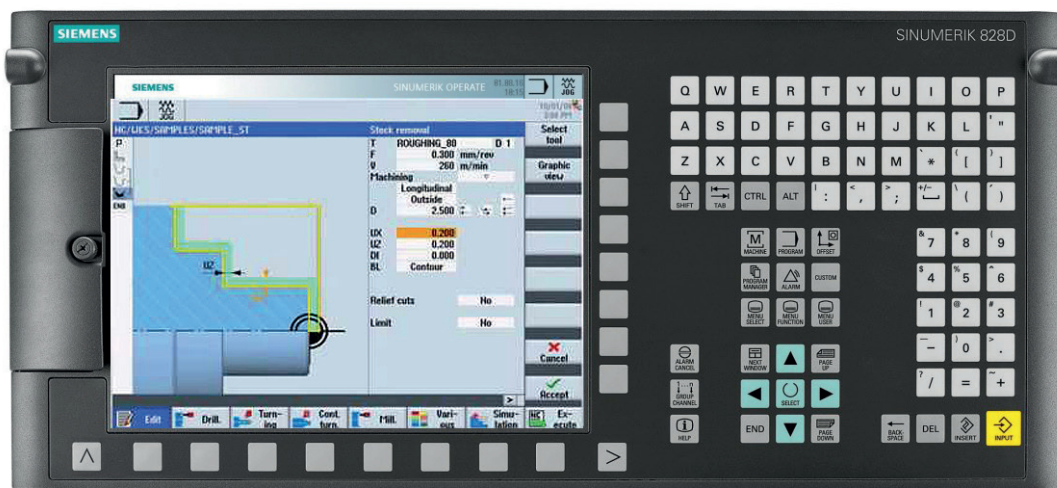 SIEMENS
SINUMERIK 828D
SIEMENS
SINUMERIK OPERATE
JOG
JOG
NC/WKS/SAMPLES/SAMPLE_ST
Stock removal
Select
tool
P
T ROUGHING_80 D 1
F 0.300 mm/rev
V 260 m/min
Graphic
view
Machining ▽
Longitudinal
Outside
END
D 2.500
UX 0.200
UZ 0.200
DI 0.000
BL Contour
UZ
Relief cuts No
Limit No
Cancel
Accept
>
Edit
Drill.
Turn-
ing
Cont.
turn.
Mill.
Vari-
ous
Simu-
lation
NC
Ex-
ecute
Q W E R T Y U I O P
A S D F G H J K L ' "
Z X C V B N M ` * ( [ ) ]
SHIFT TAB CTRL ALT | : < , > ; +/- \ ( ´ )
MACHINE PROGRAM OFFSET
M
& 7 * 8 ( 9
PROGRAM
MANAGER
ALARM
CUSTOM
$ 4 % 5 ^ 6
MENU
SELECT
MENU
FUNCTION
MENU
USER
! 1 @ 2 # 3
ALARM
CANCEL
NEXT
WINDOW
PAGE
UP
_ - ) 0 > .
1...n
GROUP
CHANNEL
SELECT
? / = ~ +
HELP
END
PAGE
DOWN
BACK-
SPACE
DEL
INSERT
INPUT